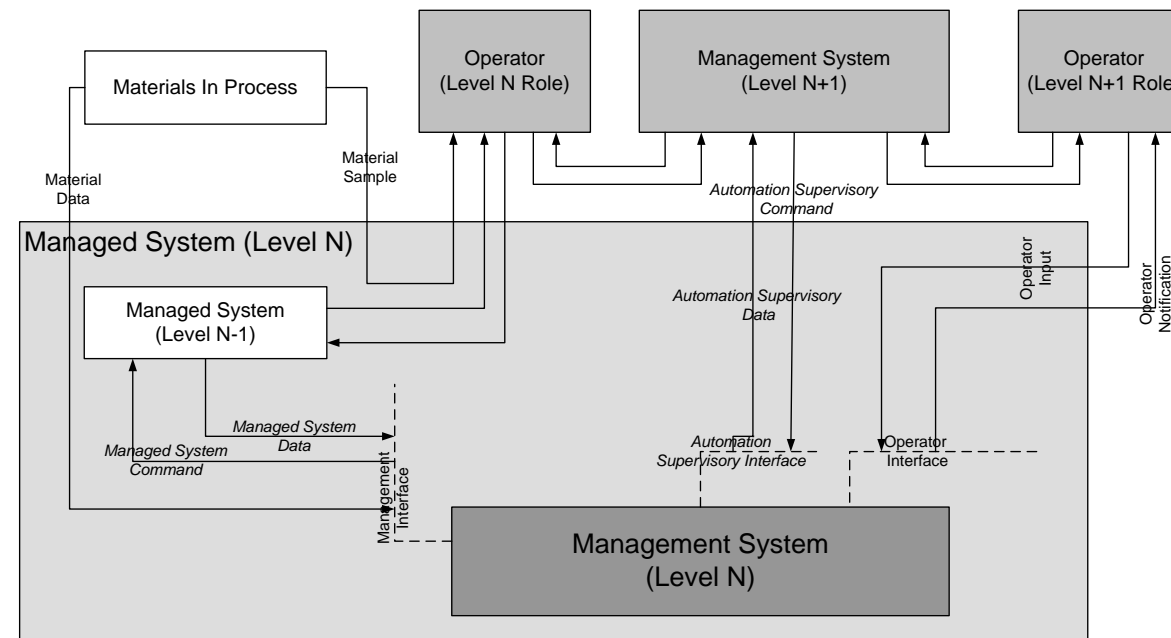 Operator
(Level N Role)
Management System
(Level N+1)
Operator
(Level N+1 Role
Materials In Process
Material
Data
Material
Sample
Automation Supervisory
Command
Managed System (Level N)
Operator
Input
Operator
Notification
Automation Supervisory
Data
Managed System
(Level N-1)
Managed System
Data
Managed System
Command
Management
Interface
Automation
Supervisory Interface
Operator
Interface
Management System
(Level N)